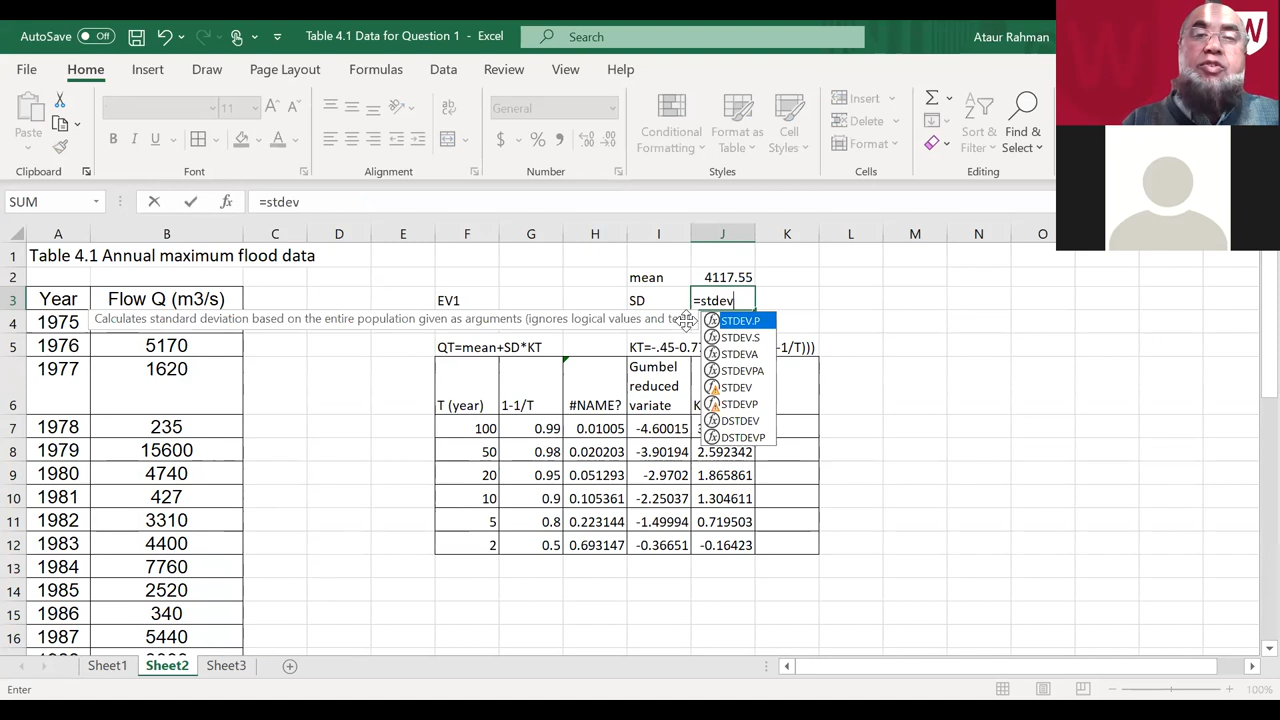 AutoSave Off Table 4.1 Data for Question 1 - Excel Search Ataur Rahman W
File Home Insert Draw Page Layout Formulas Data Review View Help
Paste 11 General Conditional Formatting Format as Table Cell Styles Insert Delete Format Sort & Filter Find & Select
Clipboard Font Alignment Number Styles Cells Editing
SUM =stdev
A B C D E F G H I J K L M N O
1 Table 4.1 Annual maximum flood data
2 mean 4117.55
3 Year Flow Q (m3/s) EV1 SD =stdev
4 1975 Calculates standard deviation based on the entire population given as arguments (ignores logical values and te
STDEV.P
STDEV.S
STDEVA
STDEVPA
STDEV
STDEVP
DSTDEV
DSTDEVP
5 1976 5170 QT=mean+SD*KT KT=-.45-0.7 -1/T)))
6 1977 1620 T (year) 1-1/T #NAME? Gumbel reduced variate K
7 1978 235 100 0.99 0.01005 -4.60015
8 1979 15600 50 0.98 0.020203 -3.90194 2.592342
9 1980 4740 20 0.95 0.051293 -2.9702 1.865861
10 1981 427 10 0.9 0.105361 -2.25037 1.304611
11 1982 3310 5 0.8 0.223144 -1.49994 0.719503
12 1983 4400 2 0.5 0.693147 -0.36651 -0.16423
13 1984 7760
14 1985 2520
15 1986 340
16 1987 5440
Sheet1 Sheet2 Sheet3
Enter 100%